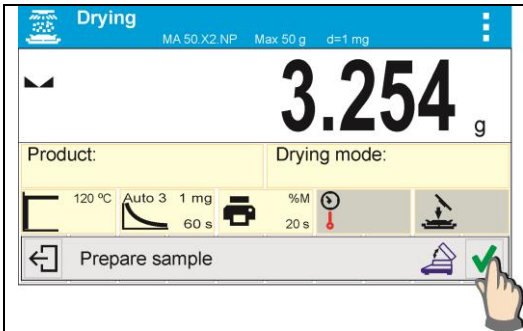 Drying
MA 50.X2.NP Max 50 g d=1 mg
3.254 g
Product: Drying mode:
120 °C Auto 3 1 mg %M
60 s 20 s
Prepare sample